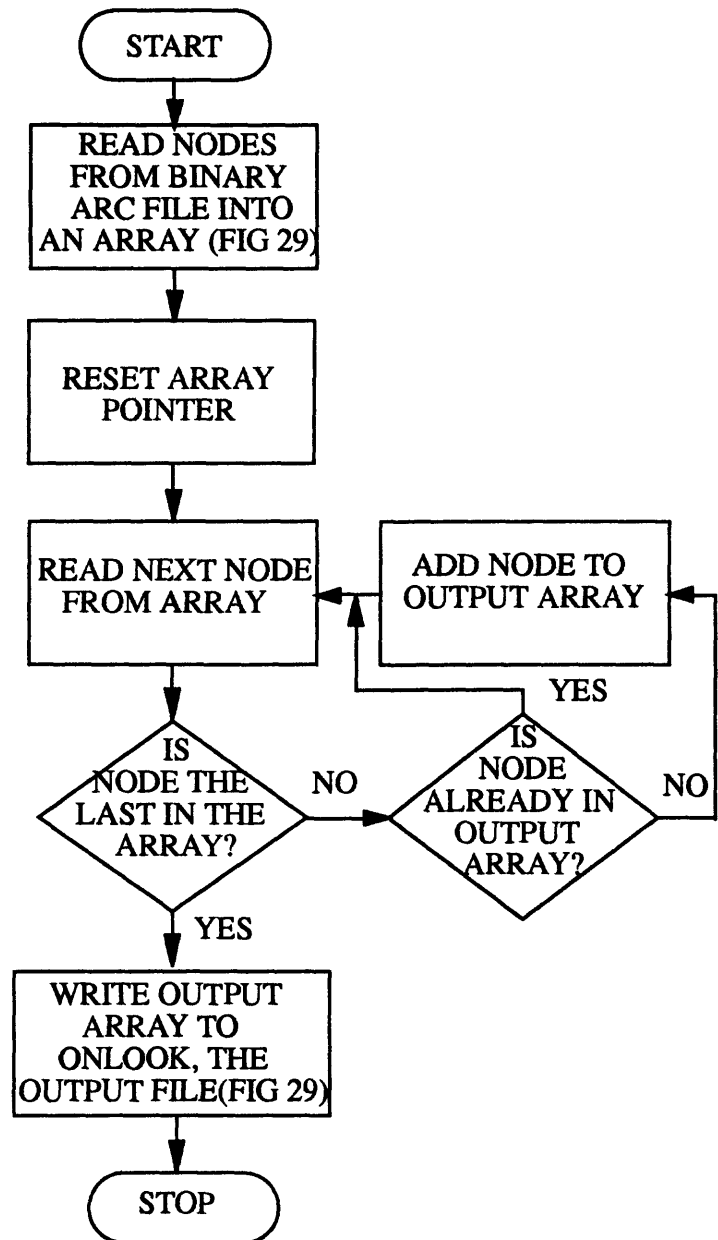 START
READ NODES
FROM BINARY
ARC FILE INTO
AN ARRAY (FIG 29)
RESET ARRAY
POINTER
READ NEXT NODE
FROM ARRAY
ADD NODE TO
OUTPUT ARRAY
YES
IS
NODE THE
LAST IN THE
ARRAY?
NO
IS
NODE
ALREADY IN
OUTPUT
ARRAY?
NO
YES
WRITE OUTPUT
ARRAY TO
ONLOOK, THE
OUTPUT FILE(FIG 29)
STOP